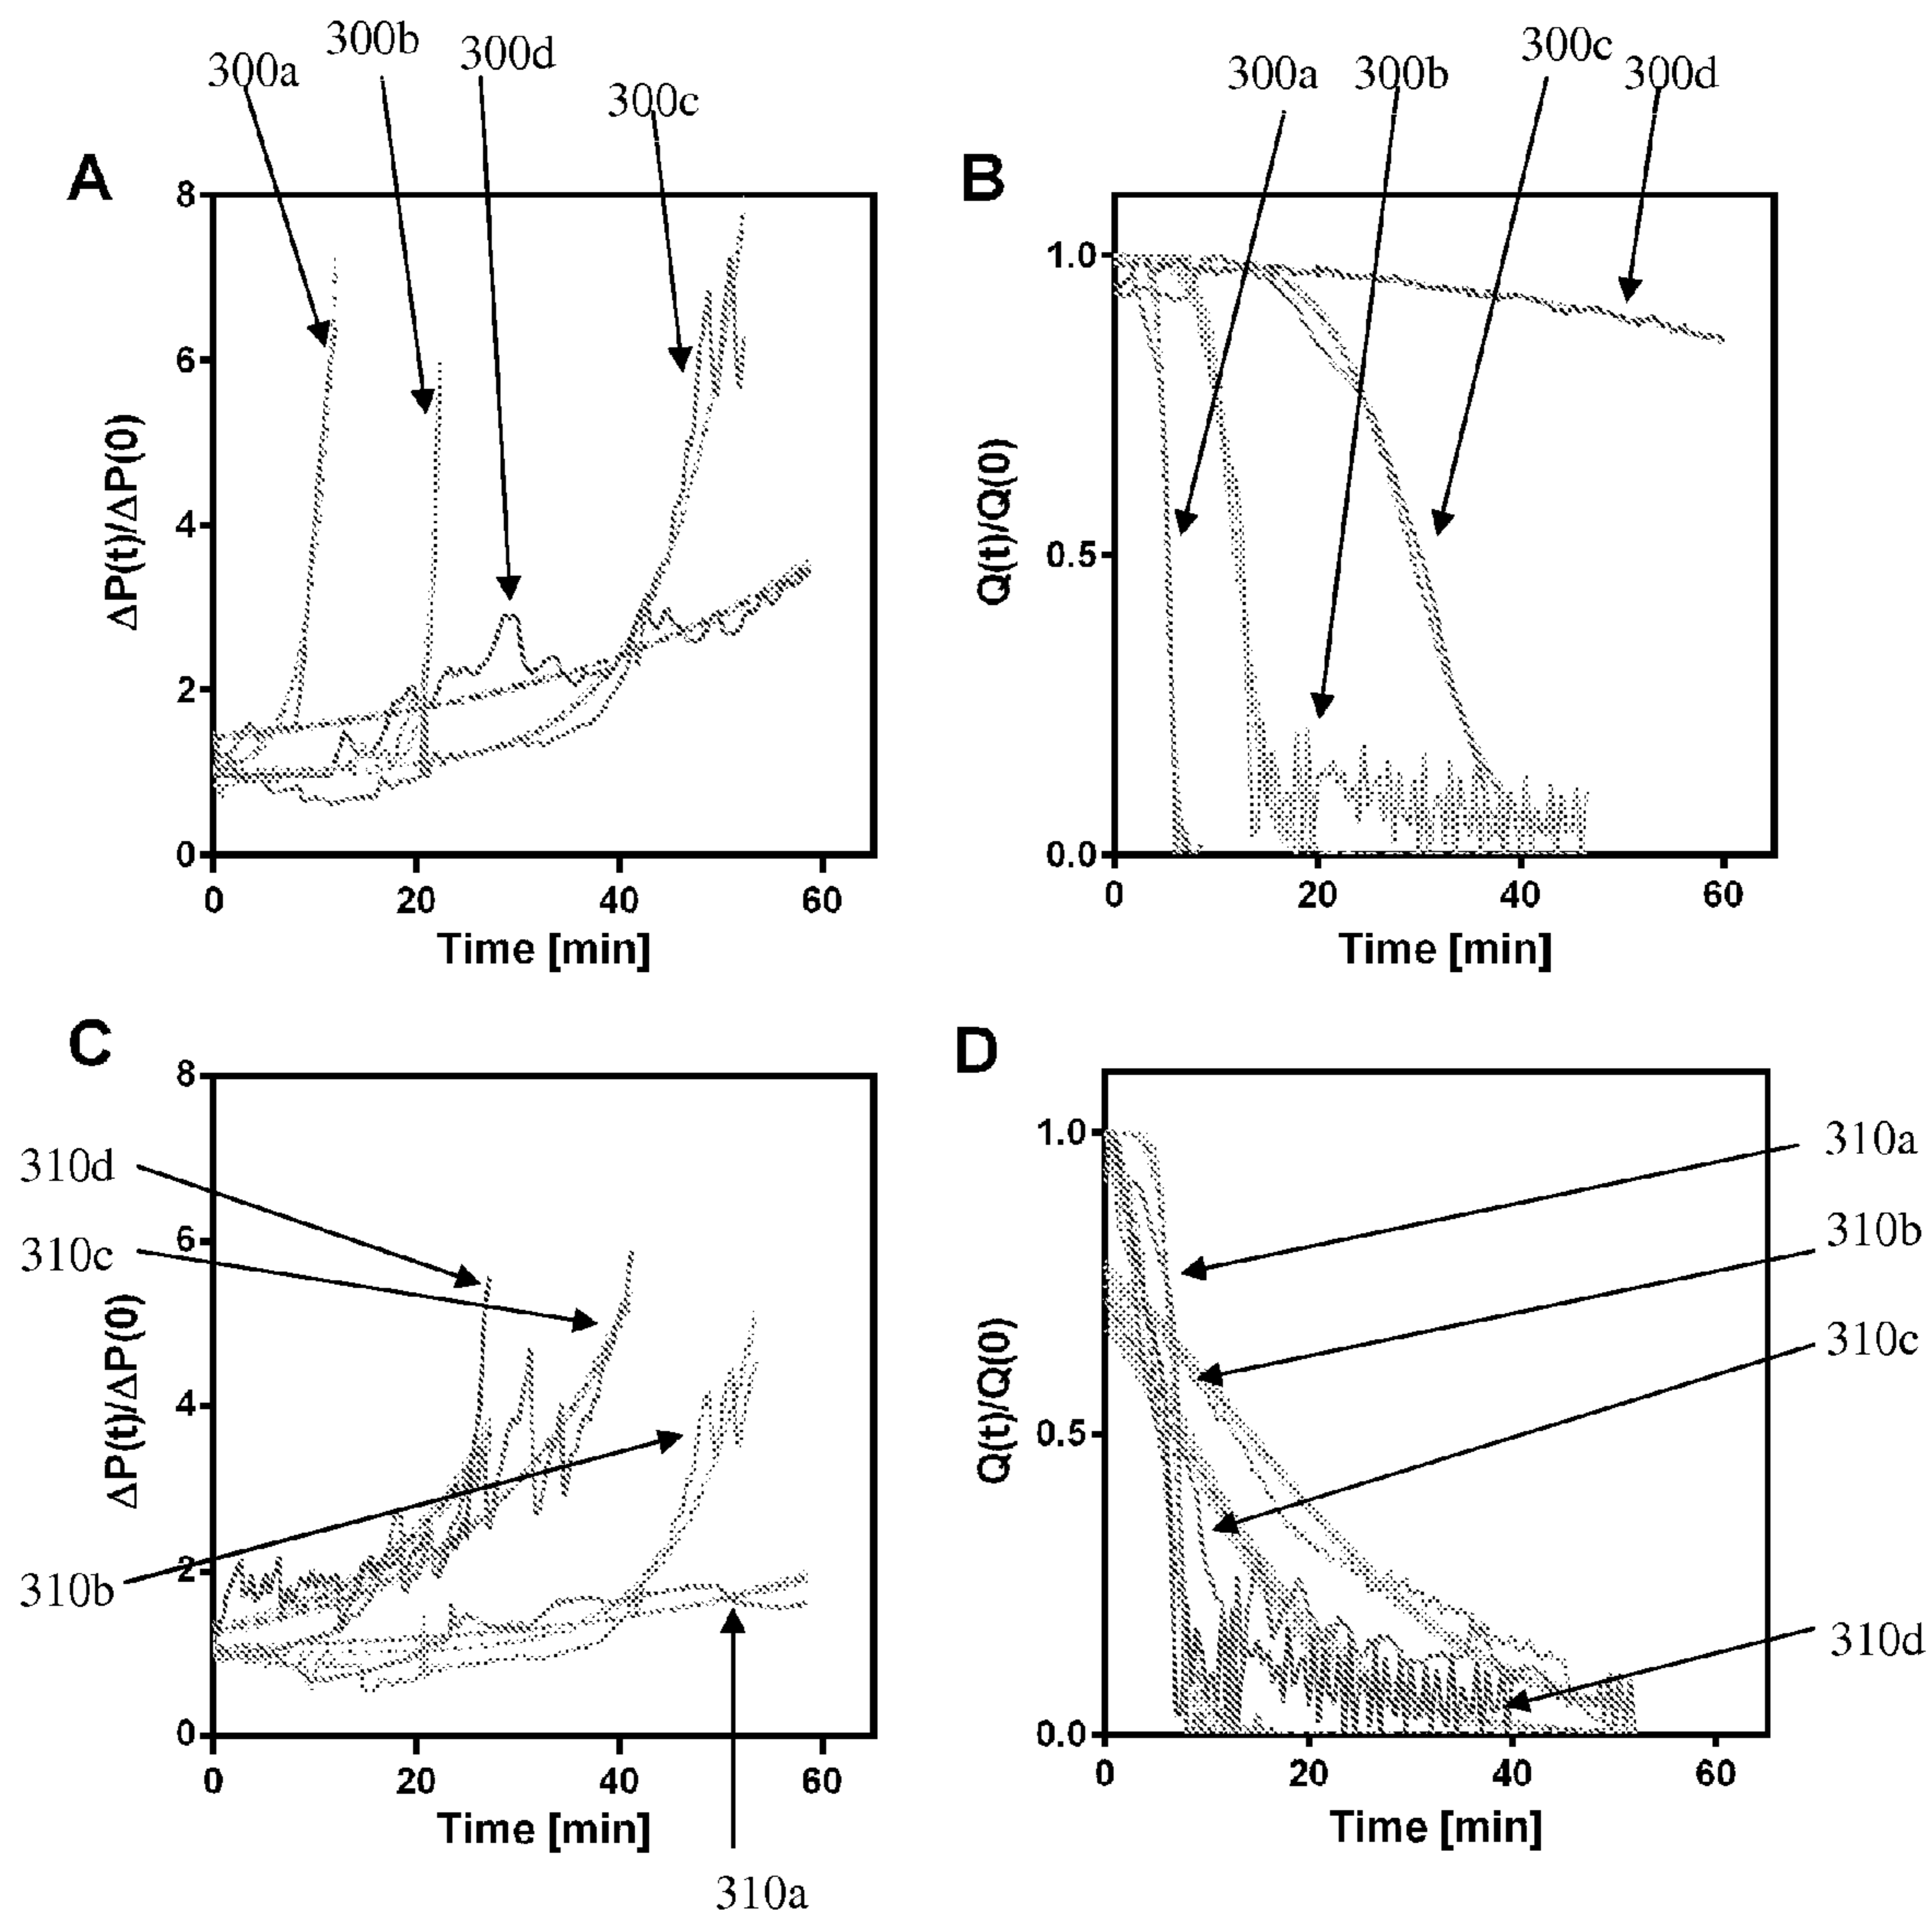 300a 300b 300d 300c
300a 300b 300c 300d
A
B
8
6
4
2
0
ΔP(t)/ΔP(0)
0 20 40 60
Time [min]
1.0
0.5
0.0
Q(t)/Q(0)
0 20 40 60
Time [min]
C
D
310d
310c
310b
8
6
4
2
0
ΔP(t)/ΔP(0)
0 20 40 60
Time [min]
310a
1.0
0.5
0.0
Q(t)/Q(0)
0 20 40 60
Time [min]
310a
310b
310c
310d